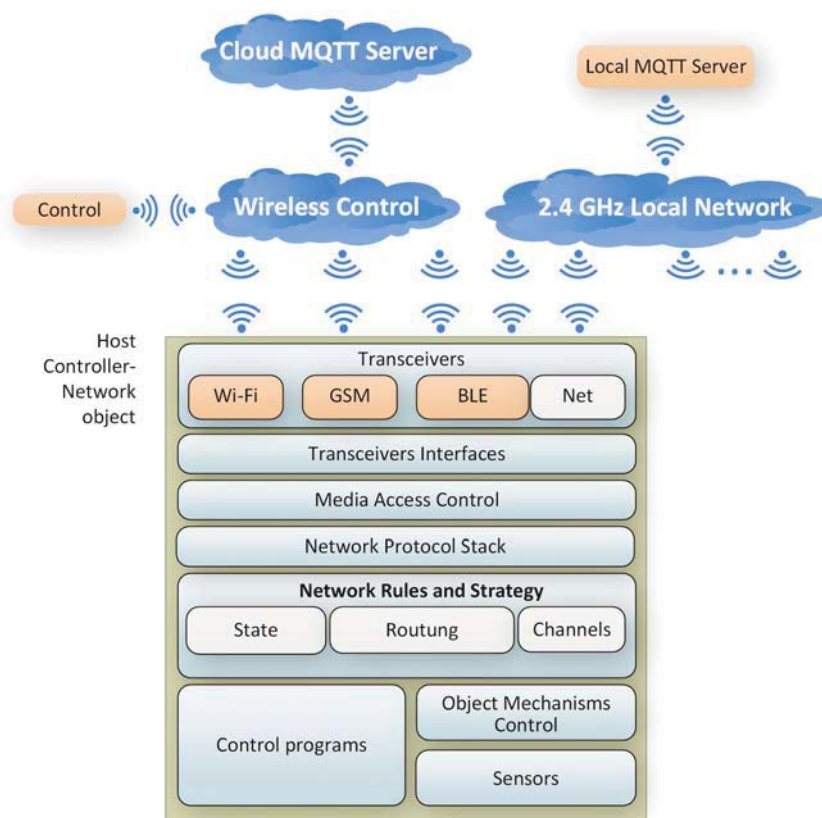 Cloud MQTT Server
Local MQTT Server
Control
Wireless Control
2.4 GHz Local Network
Host
Controller-
Network
object
Transceivers
Wi-Fi
GSM
BLE
Net
Transceivers Interfaces
Media Access Control
Network Protocol Stack
Network Rules and Strategy
State
Routung
Channels
Control programs
Object Mechanisms
Control
Sensors